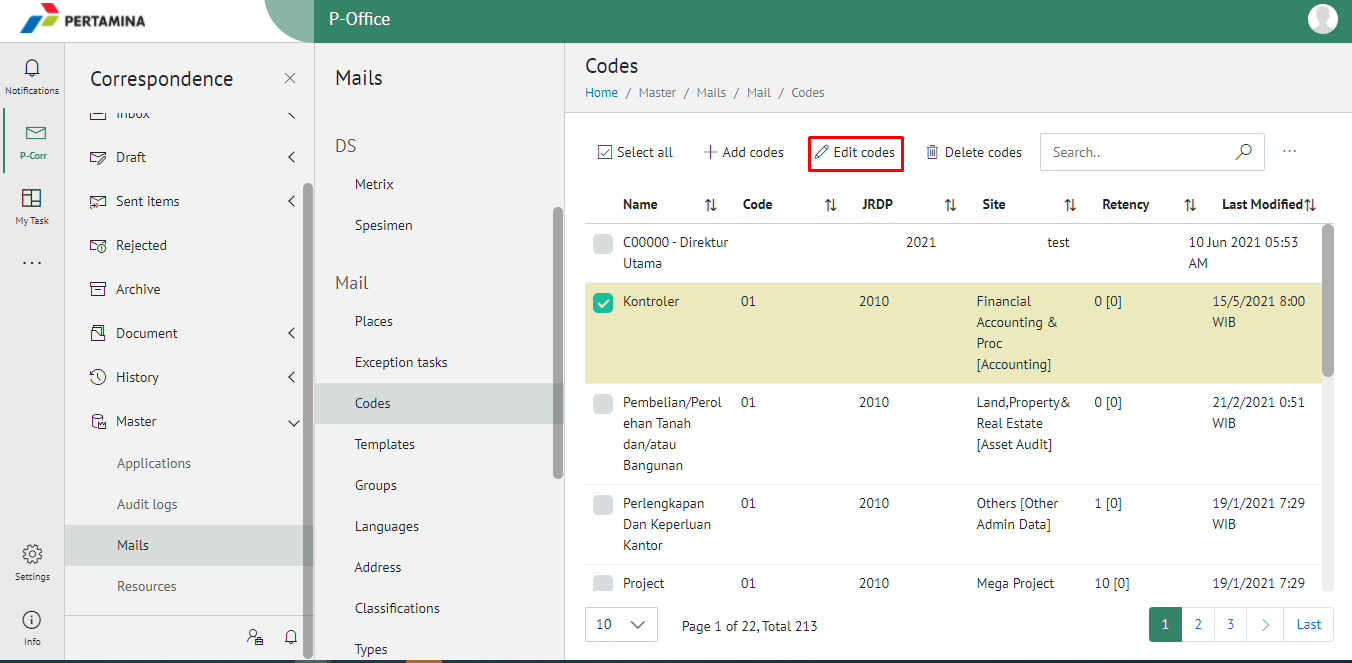 PERTAMINA
P-Office
Notifications
P-Corr
My Task
Settings
Info
Correspondence
Inbox
Draft
Sent items
Rejected
Archive
Document
History
Master
Applications
Audit logs
Mails
Resources
Mails
DS
Metrix
Spesimen
Mail
Places
Exception tasks
Codes
Templates
Groups
Languages
Address
Classifications
Types
Codes
Home / Master / Mails / Mail / Codes
Select all Add codes Edit codes Delete codes Search.. ...
Name Code JRDP Site Retency Last Modified
C00000 - Direktur 2021 test 10 Jun 2021 05:53
Utama AM
Kontroler 01 2010 Financial 0 [0] 15/5/2021 8:00
Accounting & WIB
Proc
[Accounting]
Pembelian/Perol 01 2010 Land,Property& 0 [0] 21/2/2021 0:51
ehan Tanah Real Estate WIB
dan/atau [Asset Audit]
Bangunan
Perlengkapan 01 2010 Others [Other 1 [0] 19/1/2021 7:29
Dan Keperluan Admin Data] WIB
Kantor
Project 01 2010 Mega Project 10 [0] 19/1/2021 7:29
10 Page 1 of 22, Total 213 1 2 3 Last